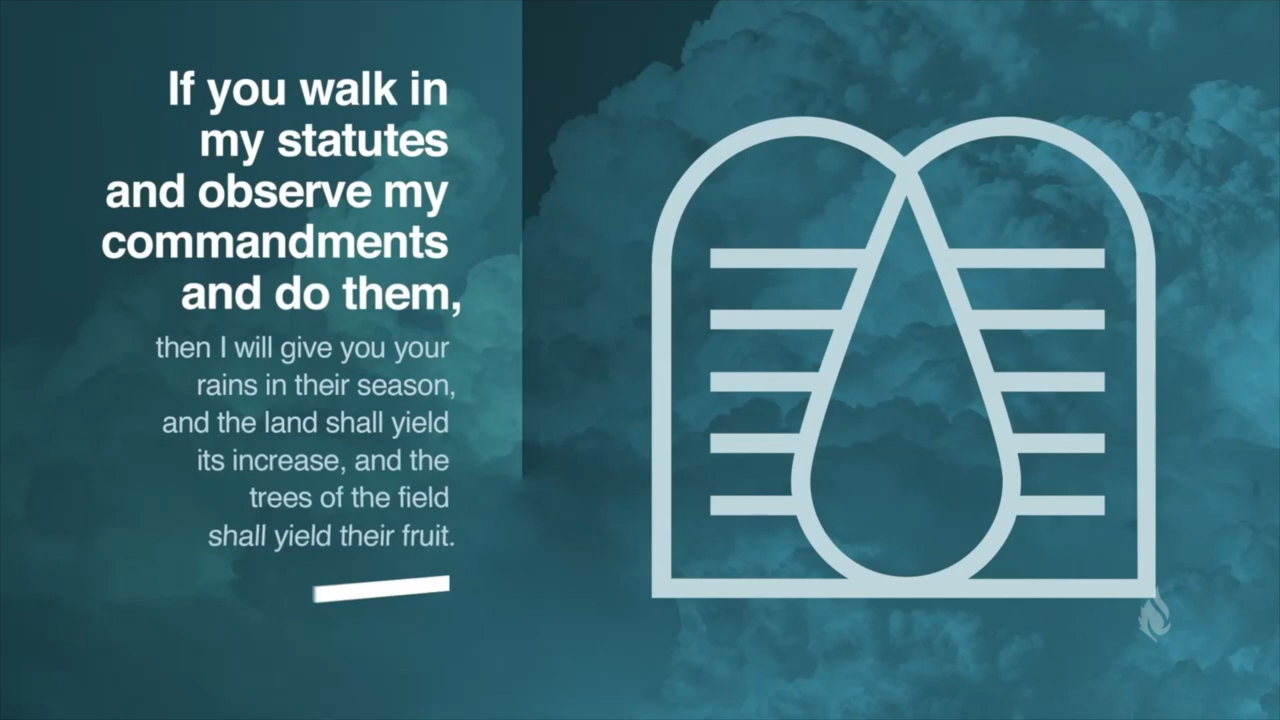 If you walk in
my statutes
and observe my
commandments
and do them,
then I will give you your
rains in their season,
and the land shall yield
its increase, and the
trees of the field
shall yield their fruit.